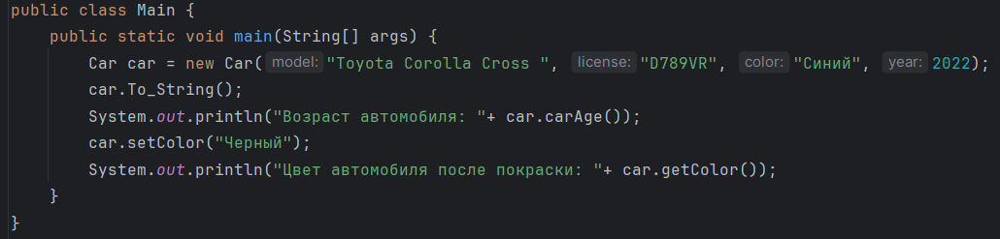 public class Main {
public static void main(String[] args) {
Car car = new Car( model: "Toyota Corolla Cross ", license: "D789VR", color: "Синий", year: 2022);
car.To_String();
System.out.println("Возраст автомобиля: "+ car.carAge());
car.setColor("Черный");
System.out.println("Цвет автомобиля после покраски: "+ car.getColor());
}
}